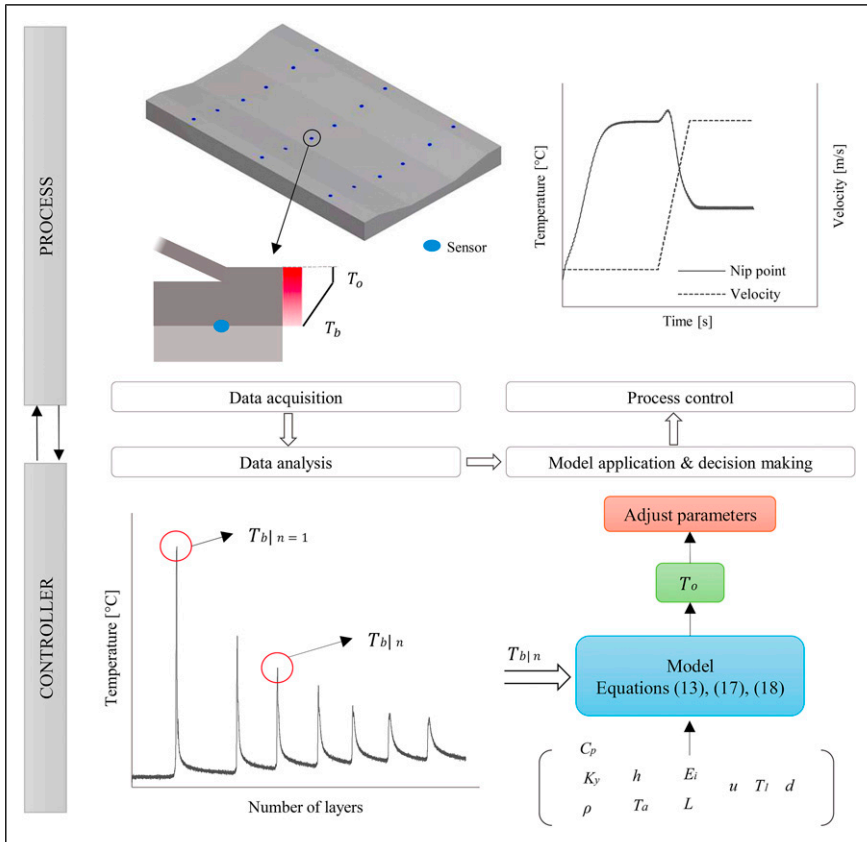 PROCESS
Sensor
T_o
T_b
Temperature [°C]
Velocity [m/s]
Nip point
Velocity
Time [s]
Data acquisition
Process control
Data analysis
Model application & decision making
CONTROLLER
T_b| n = 1
T_b| n
Temperature [°C]
Number of layers
Adjust parameters
T_o
T_b| n
Model
Equations (13), (17), (18)
C_p
K_y h E_i u T_l d
ρ T_a L